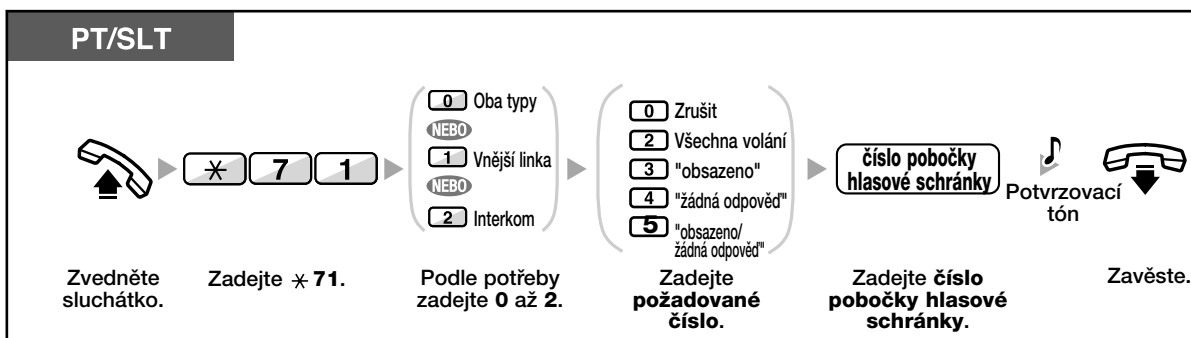 PT/SLT
0 Oba typy
NEBO
1 Vnější linka
NEBO
2 Interkom
0 Zrušit
2 Všechna volání
3 "obsazeno"
4 "žádná odpověď"
5 "obsazeno/
žádná odpověď"
* 7 1
číslo pobočky
hlasové schránky
Potvrzovací
tón
Zvedněte
sluchátko.
Zadejte * 71.
Podle potřeby
zadejte 0 až 2.
Zadejte
požadované
číslo.
Zadejte číslo
pobočky hlasové
schránky.
Zavěste.